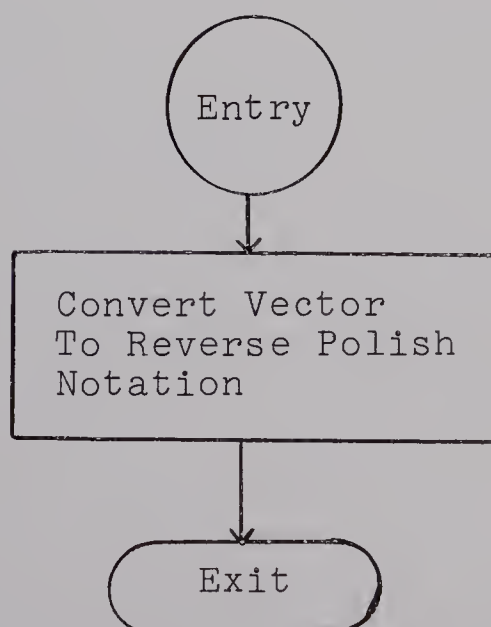 Entry
Convert Vector
To Reverse Polish
Notation
Exit